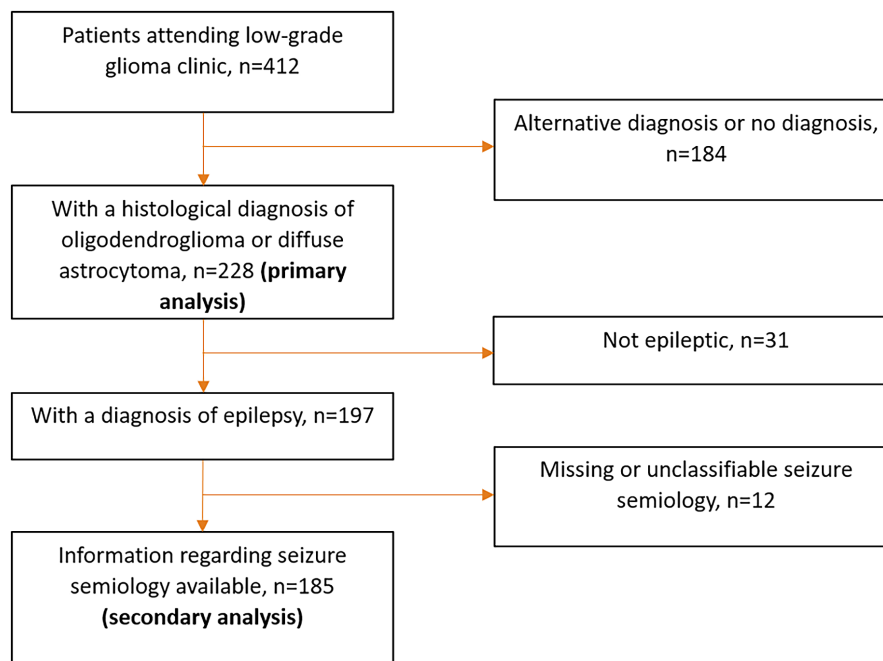 Patients attending low-grade
glioma clinic, n=412
Alternative diagnosis or no diagnosis,
n=184
With a histological diagnosis of
oligodendroglioma or diffuse
astrocytoma, n=228 (primary
analysis)
Not epileptic, n=31
With a diagnosis of epilepsy, n=197
Missing or unclassifiable seizure
semiology, n=12
Information regarding seizure
semiology available, n=185
(secondary analysis)